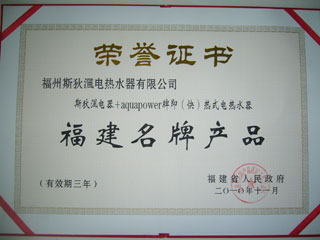 荣誉证书
福州斯狄渢电热水器有限公司
斯狄渢电器+aquapower牌即（快）热式电热水器
福建名牌产品
（有效期三年）
福建省人民政府
二〇一〇年十一月